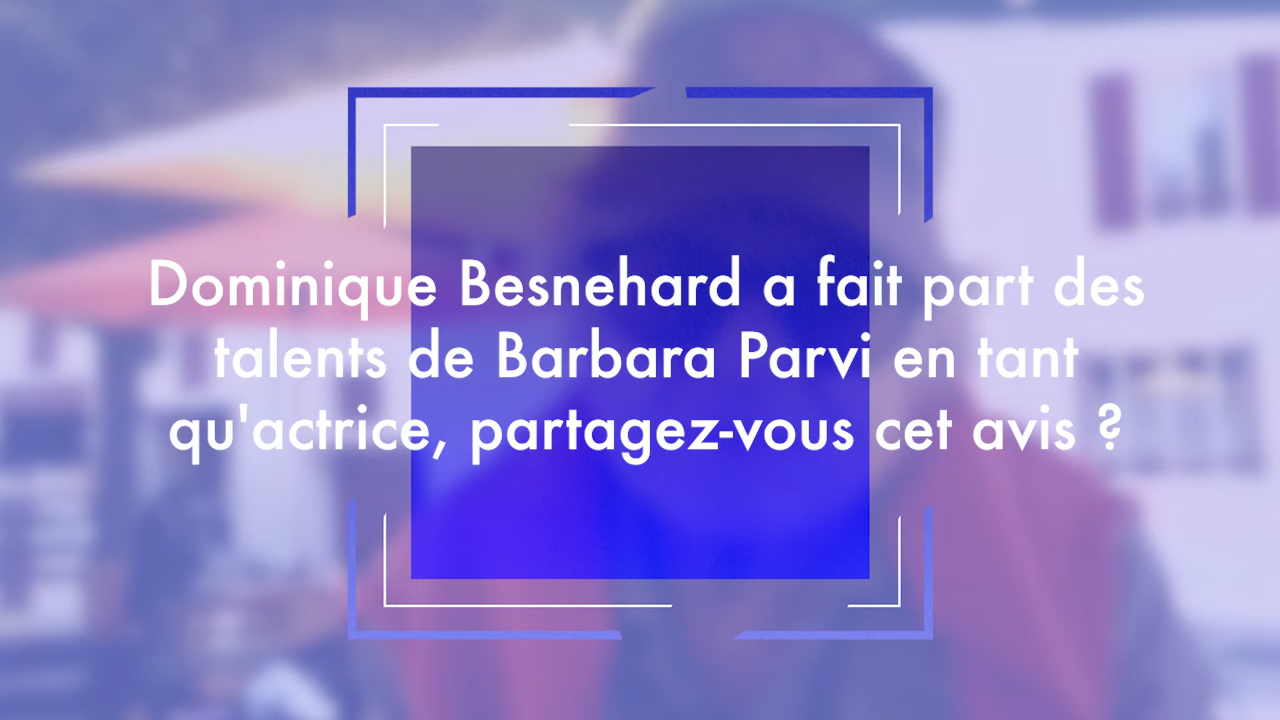 Dominique Besnehard a fait part des
talents de Barbara Parvi en tant
qu'actrice, partagez-vous cet avis ?